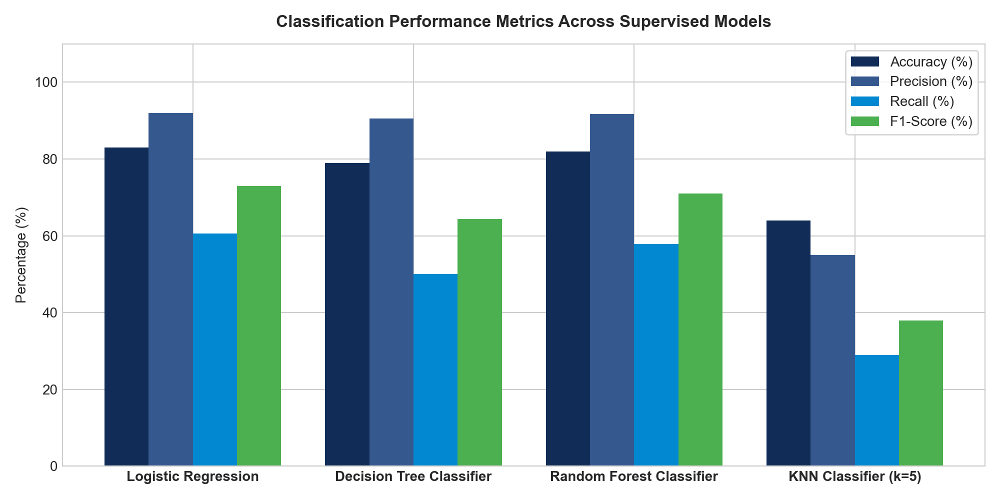 Classification Performance Metrics Across Supervised Models
Accuracy (%)
Precision (%)
Recall (%)
F1-Score (%)
Percentage (%)
100
80
60
40
20
0
Logistic Regression
Decision Tree Classifier
Random Forest Classifier
KNN Classifier (k=5)